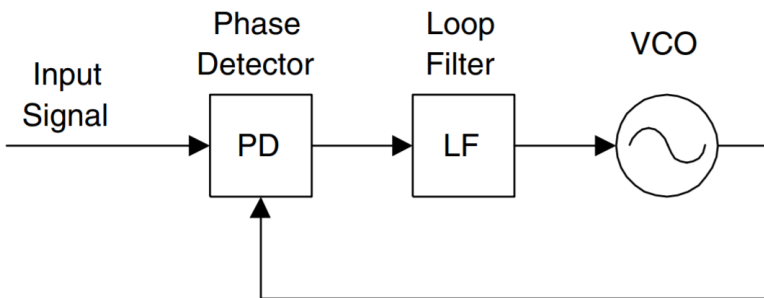 Phase
Detector
Loop
Filter
VCO
Input
Signal
PD
LF